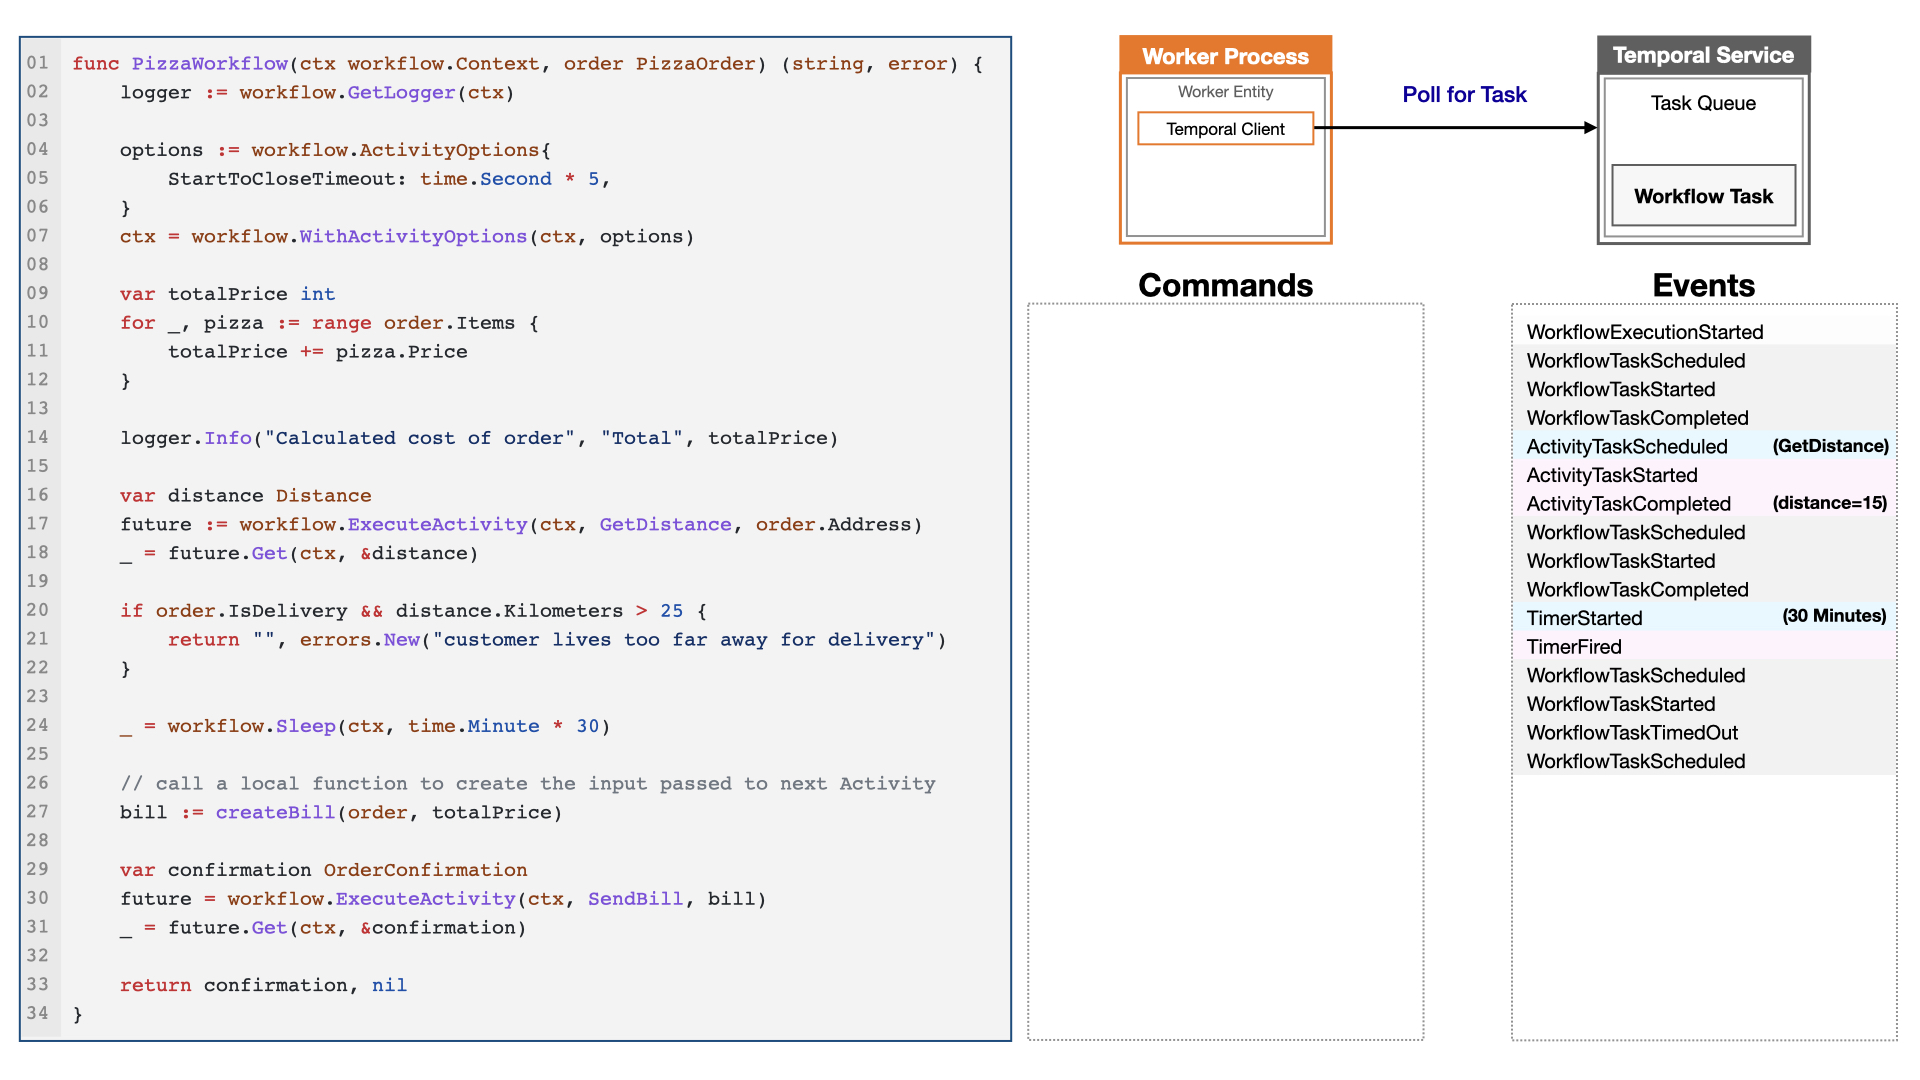 01 func PizzaWorkflow(ctx workflow.Context, order PizzaOrder) (string, error) {
02     logger := workflow.GetLogger(ctx)
03
04     options := workflow.ActivityOptions{
05         StartToCloseTimeout: time.Second * 5,
06     }
07     ctx = workflow.WithActivityOptions(ctx, options)
08
09     var totalPrice int
10     for _, pizza := range order.Items {
11         totalPrice += pizza.Price
12     }
13
14     logger.Info("Calculated cost of order", "Total", totalPrice)
15
16     var distance Distance
17     future := workflow.ExecuteActivity(ctx, GetDistance, order.Address)
18     _ = future.Get(ctx, &distance)
19
20     if order.IsDelivery && distance.Kilometers > 25 {
21         return "", errors.New("customer lives too far away for delivery")
22     }
23
24     _ = workflow.Sleep(ctx, time.Minute * 30)
25
26     // call a local function to create the input passed to next Activity
27     bill := createBill(order, totalPrice)
28
29     var confirmation OrderConfirmation
30     future = workflow.ExecuteActivity(ctx, SendBill, bill)
31     _ = future.Get(ctx, &confirmation)
32
33     return confirmation, nil
34 }
Worker Process
Worker Entity
Temporal Client
Poll for Task
Temporal Service
Task Queue
Workflow Task
Commands
Events
WorkflowExecutionStarted
WorkflowTaskScheduled
WorkflowTaskStarted
WorkflowTaskCompleted
ActivityTaskScheduled (GetDistance)
ActivityTaskStarted
ActivityTaskCompleted (distance=15)
WorkflowTaskScheduled
WorkflowTaskStarted
WorkflowTaskCompleted
TimerStarted (30 Minutes)
TimerFired
WorkflowTaskScheduled
WorkflowTaskStarted
WorkflowTaskTimedOut
WorkflowTaskScheduled